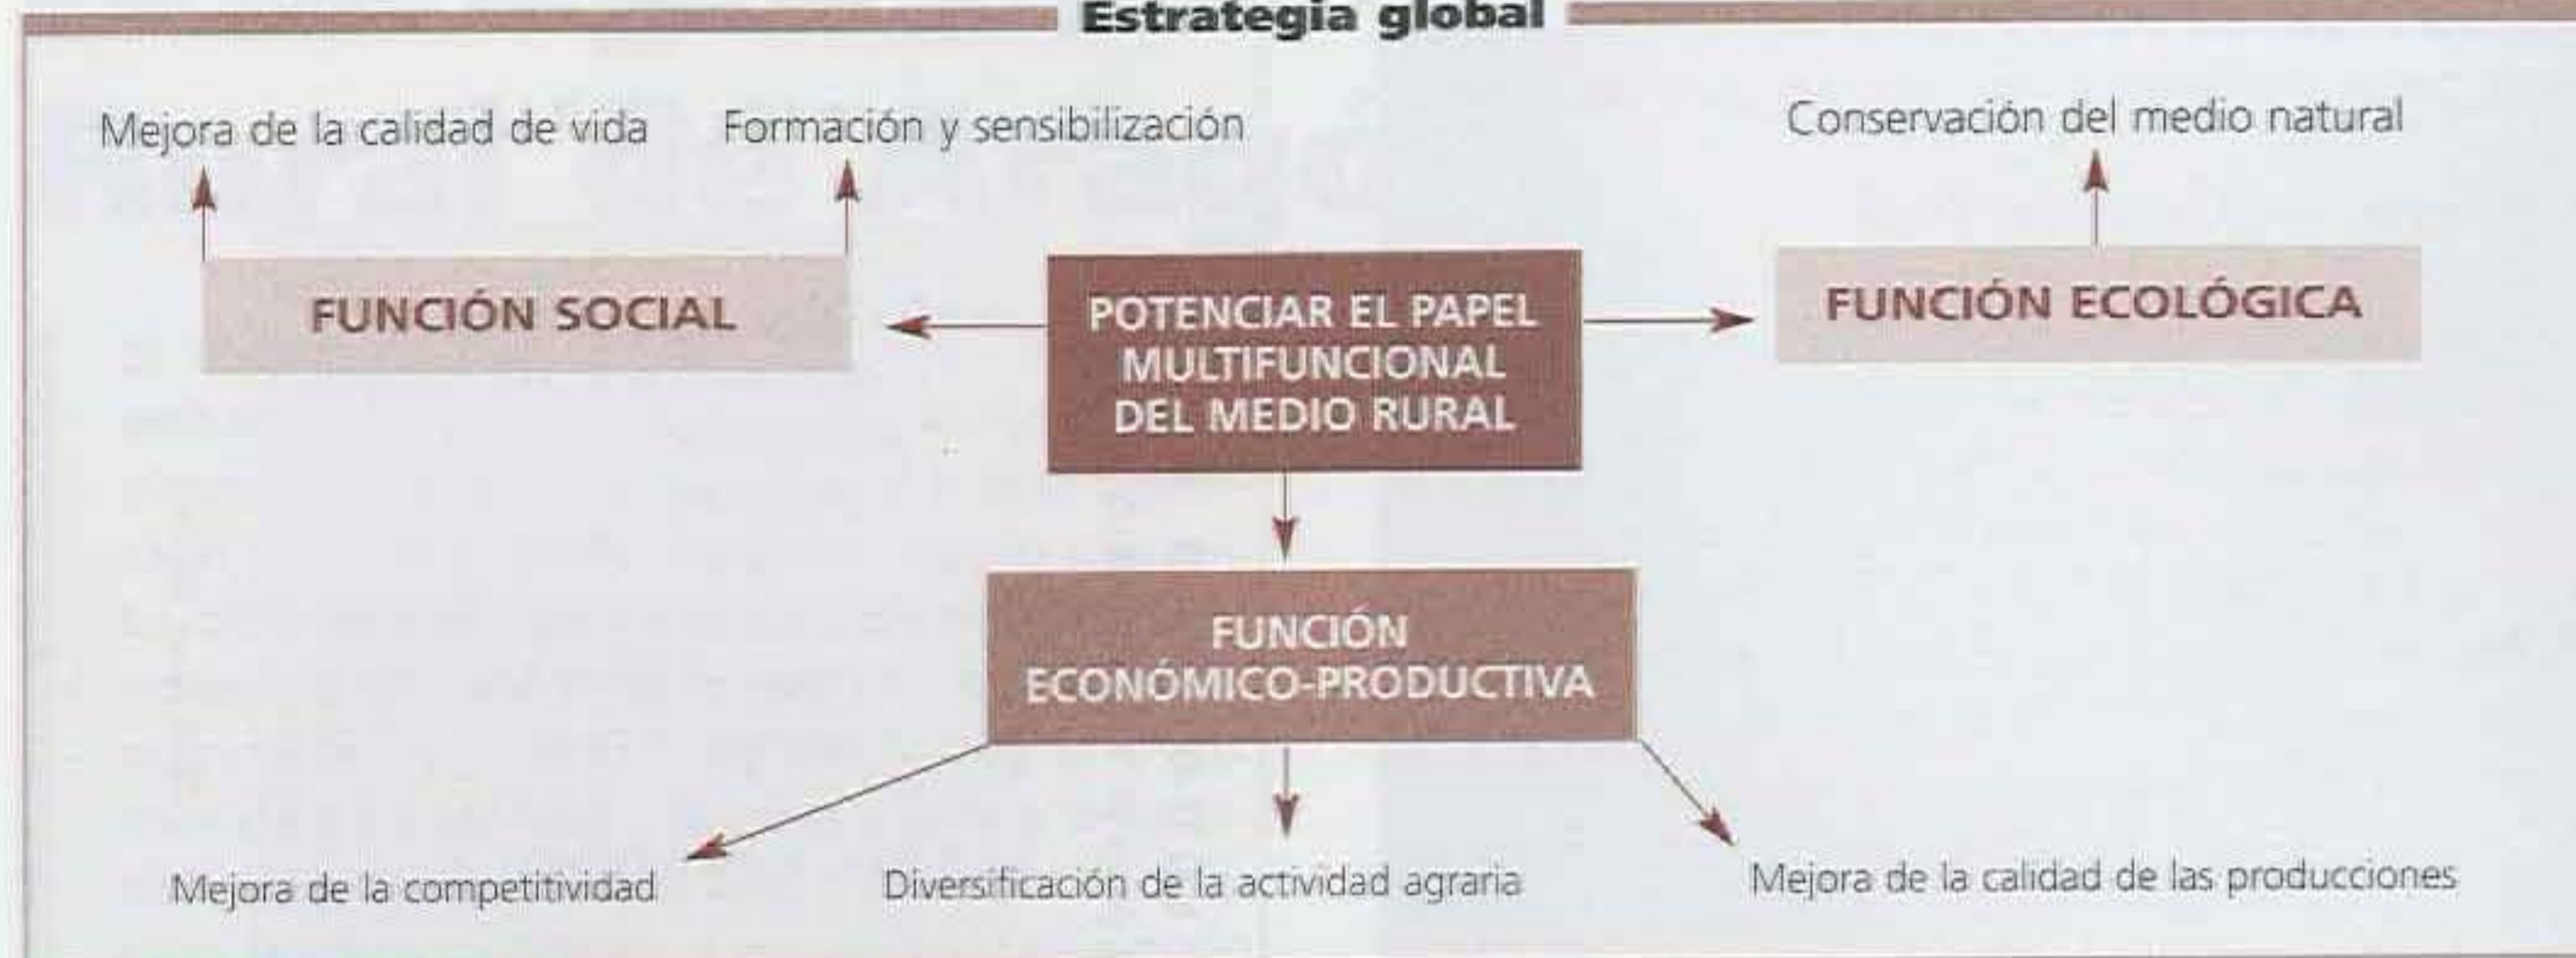 Estrategia global
Mejora de la calidad de vida
Formación y sensibilización
Conservación del medio natural
FUNCIÓN SOCIAL
POTENCIAR EL PAPEL
MULTIFUNCIONAL
DEL MEDIO RURAL
FUNCIÓN ECOLÓGICA
FUNCIÓN
ECONÓMICO-PRODUCTIVA
Mejora de la competitividad
Diversificación de la actividad agraria
Mejora de la calidad de las producciones